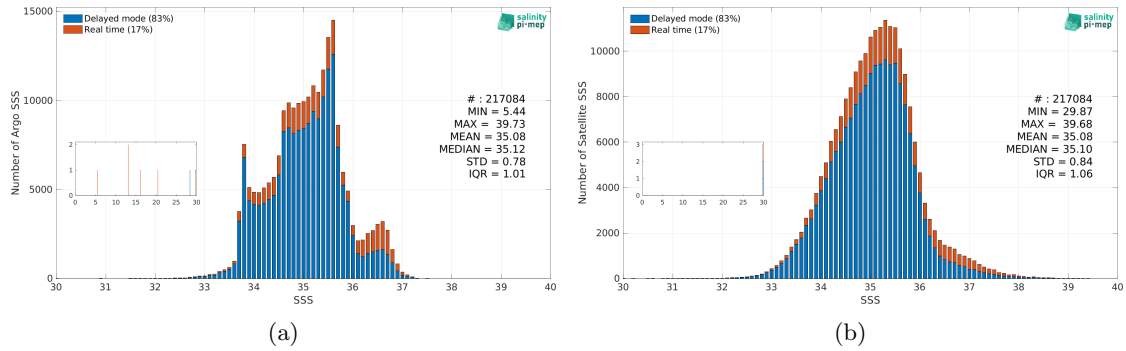 Delayed mode (83%)
Real time (17%)
salinity
pi-mep
# : 217084
MIN = 5.44
MAX = 39.73
MEAN = 35.08
MEDIAN = 35.12
STD = 0.78
IQR = 1.01
Number of Argo SSS
15000
10000
5000
0
2
1
0
0 5 10 15 20 25 30
30 31 32 33 34 35 36 37 38 39 40
SSS
(a)
Delayed mode (83%)
Real time (17%)
salinity
pi-mep
# : 217084
MIN = 29.87
MAX = 39.68
MEAN = 35.08
MEDIAN = 35.10
STD = 0.84
IQR = 1.06
Number of Satellite SSS
10000
8000
6000
4000
2000
0
3
2
1
0
0 5 10 15 20 25 30
30 31 32 33 34 35 36 37 38 39 40
SSS
(b)